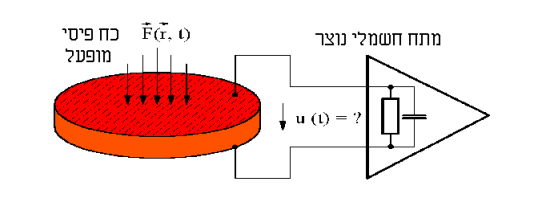 כח פיסי
מופעל
F(r, t)
מתח חשמלי נוצר
u (t) = ?